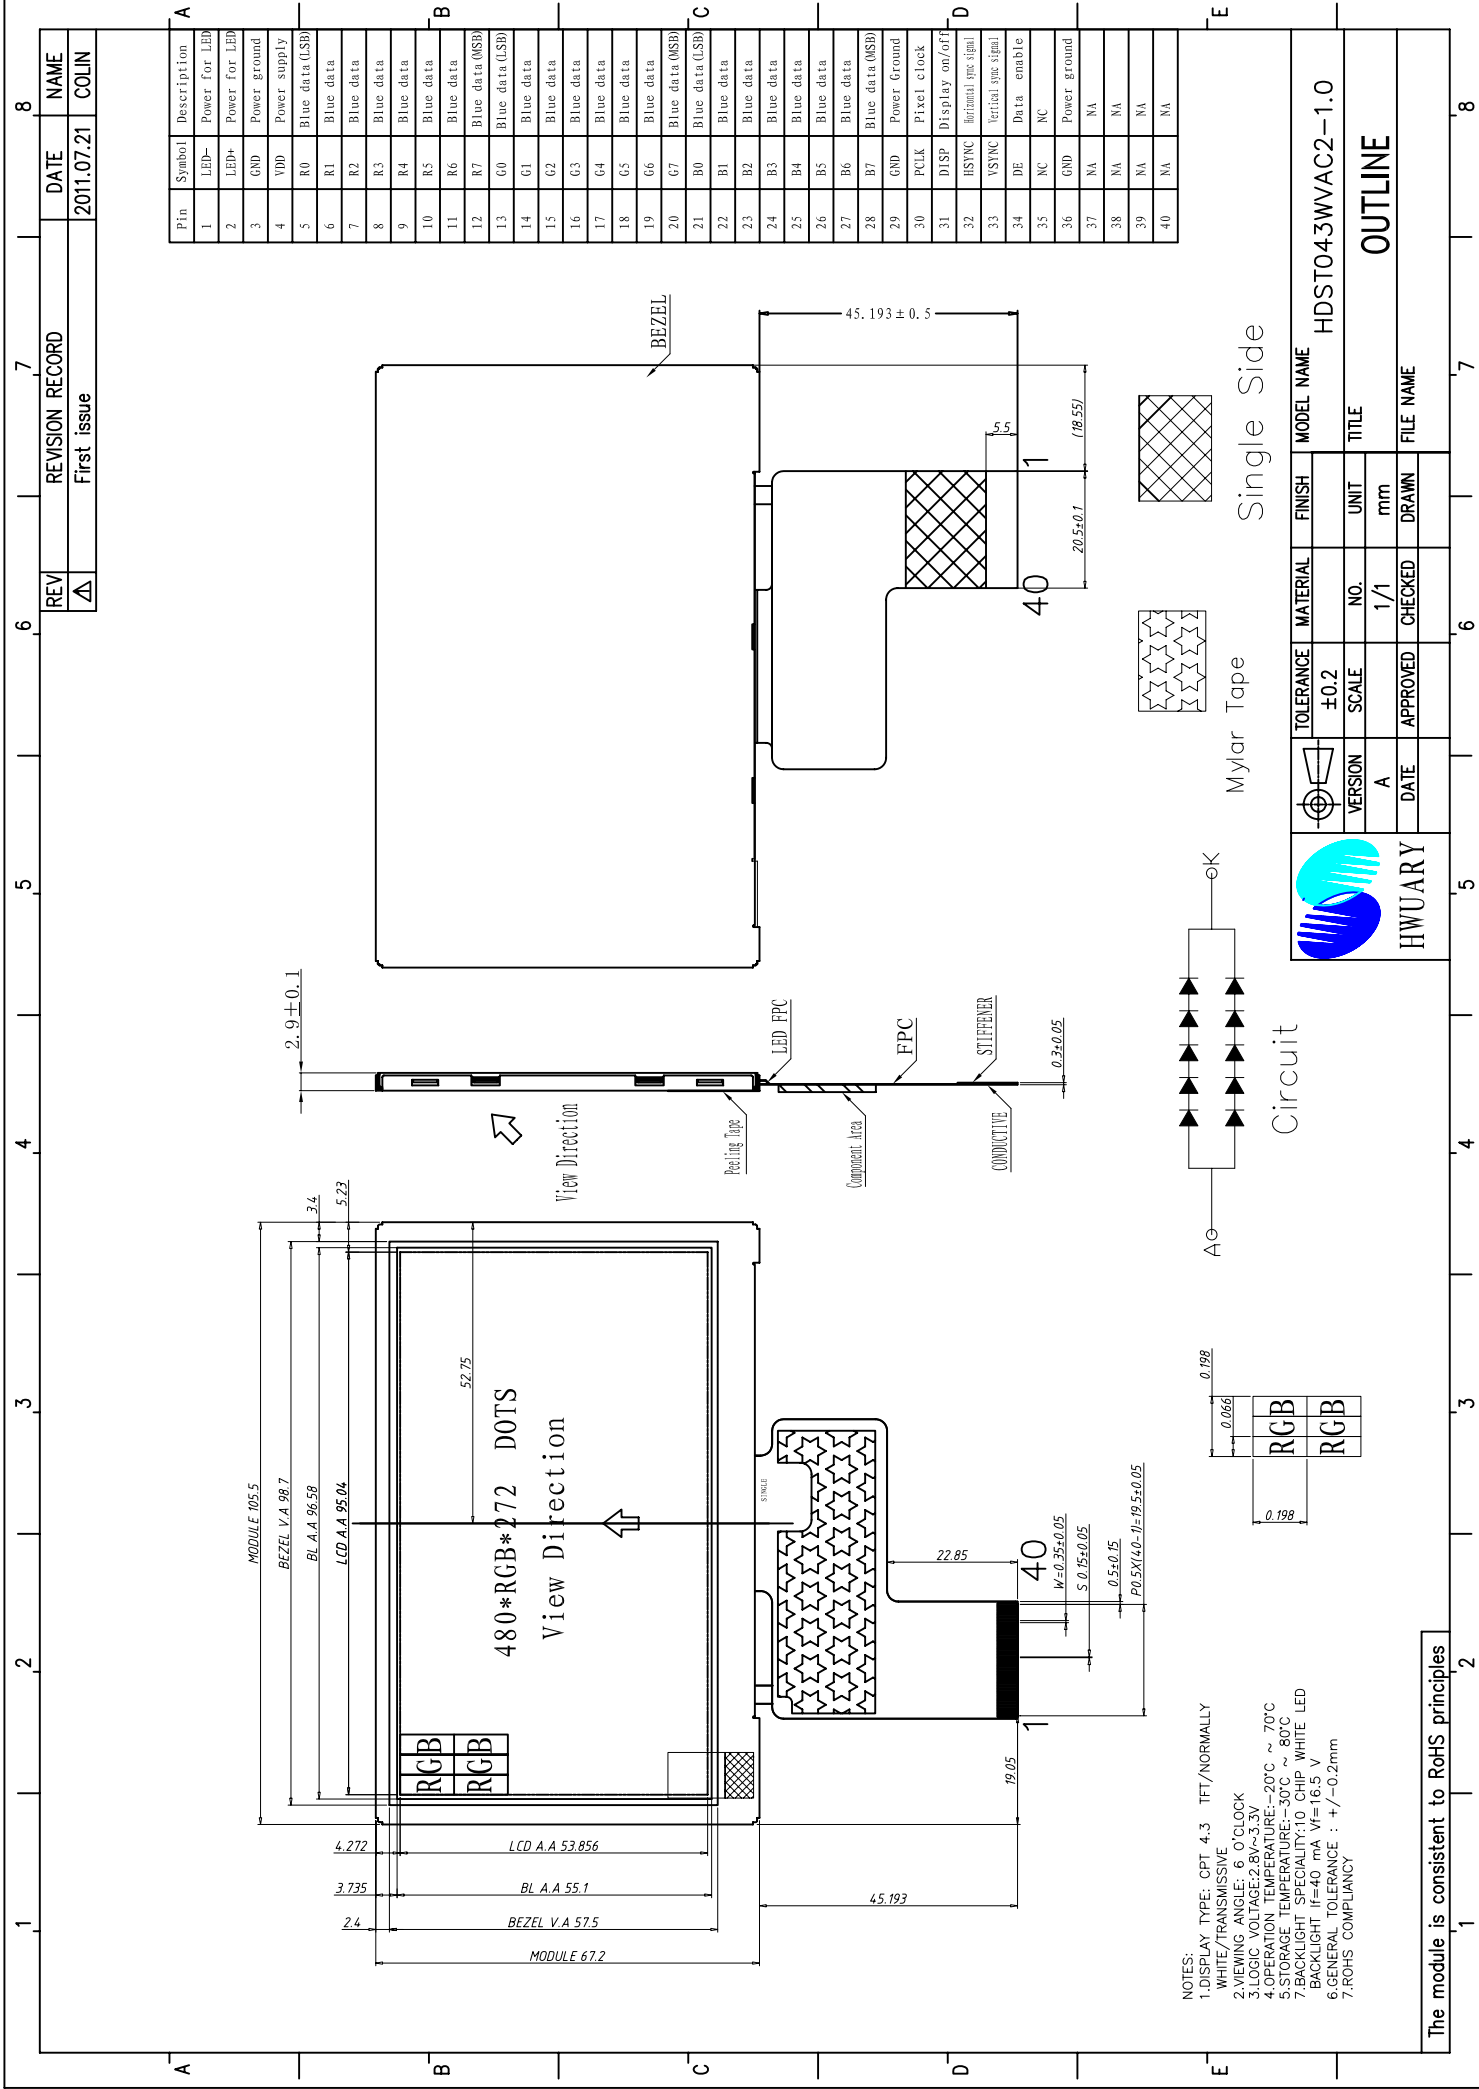 1 2 3 4 5 6 7 8
A B C D E
REV REVISION RECORD DATE NAME
First issue 2011.07.21 COLIN
Pin Symbol Description
1 LED- Power for LED
2 LED+ Power for LED
3 GND Power ground
4 VDD Power supply
5 R0 Blue data(LSB)
6 R1 Blue data
7 R2 Blue data
8 R3 Blue data
9 R4 Blue data
10 R5 Blue data
11 R6 Blue data
12 R7 Blue data(MSB)
13 G0 Blue data(LSB)
14 G1 Blue data
15 G2 Blue data
16 G3 Blue data
17 G4 Blue data
18 G5 Blue data
19 G6 Blue data
20 G7 Blue data(MSB)
21 B0 Blue data(LSB)
22 B1 Blue data
23 B2 Blue data
24 B3 Blue data
25 B4 Blue data
26 B5 Blue data
27 B6 Blue data
28 B7 Blue data(MSB)
29 GND Power Ground
30 PCLK Pixel clock
31 DISP Display on/off
32 HSYNC Horizontal sync signal
33 VSYNC Vertical sync signal
34 DE Data enable
35 NC NC
36 GND Power ground
37 NA NA
38 NA NA
39 NA NA
40 NA NA
MODULE 105.5
BEZEL V.A 98.7
BL A.A 96.58
LCD A.A 95.04
3.4
5.23
52.75
480*RGB*272 DOTS
View Direction
RGB
RGB
4.272
LCD A.A 53.856
3.735
BL A.A 55.1
2.4
BEZEL V.A 57.5
MODULE 67.2
45.193
19.05
SINGLE
22.85
1
40
W=0.35±0.05
S 0.15±0.05
0.5±0.15
P0.5X(40-1)=19.5±0.05
2.9±0.1
View Direction
Peeling Tape
LED FPC
Component Area
FPC
STIFFENER
CONDUCTIVE
0.3±0.05
BEZEL
45.193±0.5
5.5
(18.55)
20.5±0.1
40
1
0.198
0.066
RGB
RGB
0.198
A
K
Circuit
Mylar Tape
Single Side
NOTES:
1.DISPLAY TYPE: CPT 4.3 TFT/NORMALLY
WHITE/TRANSMISSIVE
2.VIEWING ANGLE: 6 O'CLOCK
3.LOGIC VOLTAGE:2.8V~3.3V
4.OPERATION TEMPERATURE:-20°C ~ 70°C
5.STORAGE TEMPERATURE:-30°C ~ 80°C
7.BACKLIGHT SPECIALITY:10 CHIP WHITE LED
BACKLIGHT If=40 mA Vf=16.5 V
6.GENERAL TOLERANCE : +/-0.2mm
7.ROHS COMPLIANCY
HWUARY
TOLERANCE MATERIAL FINISH MODEL NAME
±0.2 HDST043WVAC2-1.0
VERSION SCALE NO. UNIT TITLE
A 1/1 mm OUTLINE
DATE APPROVED CHECKED DRAWN FILE NAME
The module is consistent to RoHS principles
1 2 3 4 5 6 7 8
A B C D E